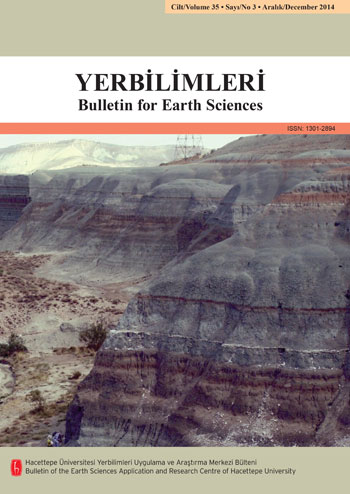 Cilt/Volume 35 • Sayı/No 3 • Aralık/December 2014
YERBİLİMLERİ
Bulletin for Earth Sciences
ISSN: 1301-2894
Hacettepe Üniversitesi Yerbilimleri Uygulama ve Araştırma Merkezi Bülteni
Bulletin of the Earth Sciences Application and Research Centre of Hacettepe University